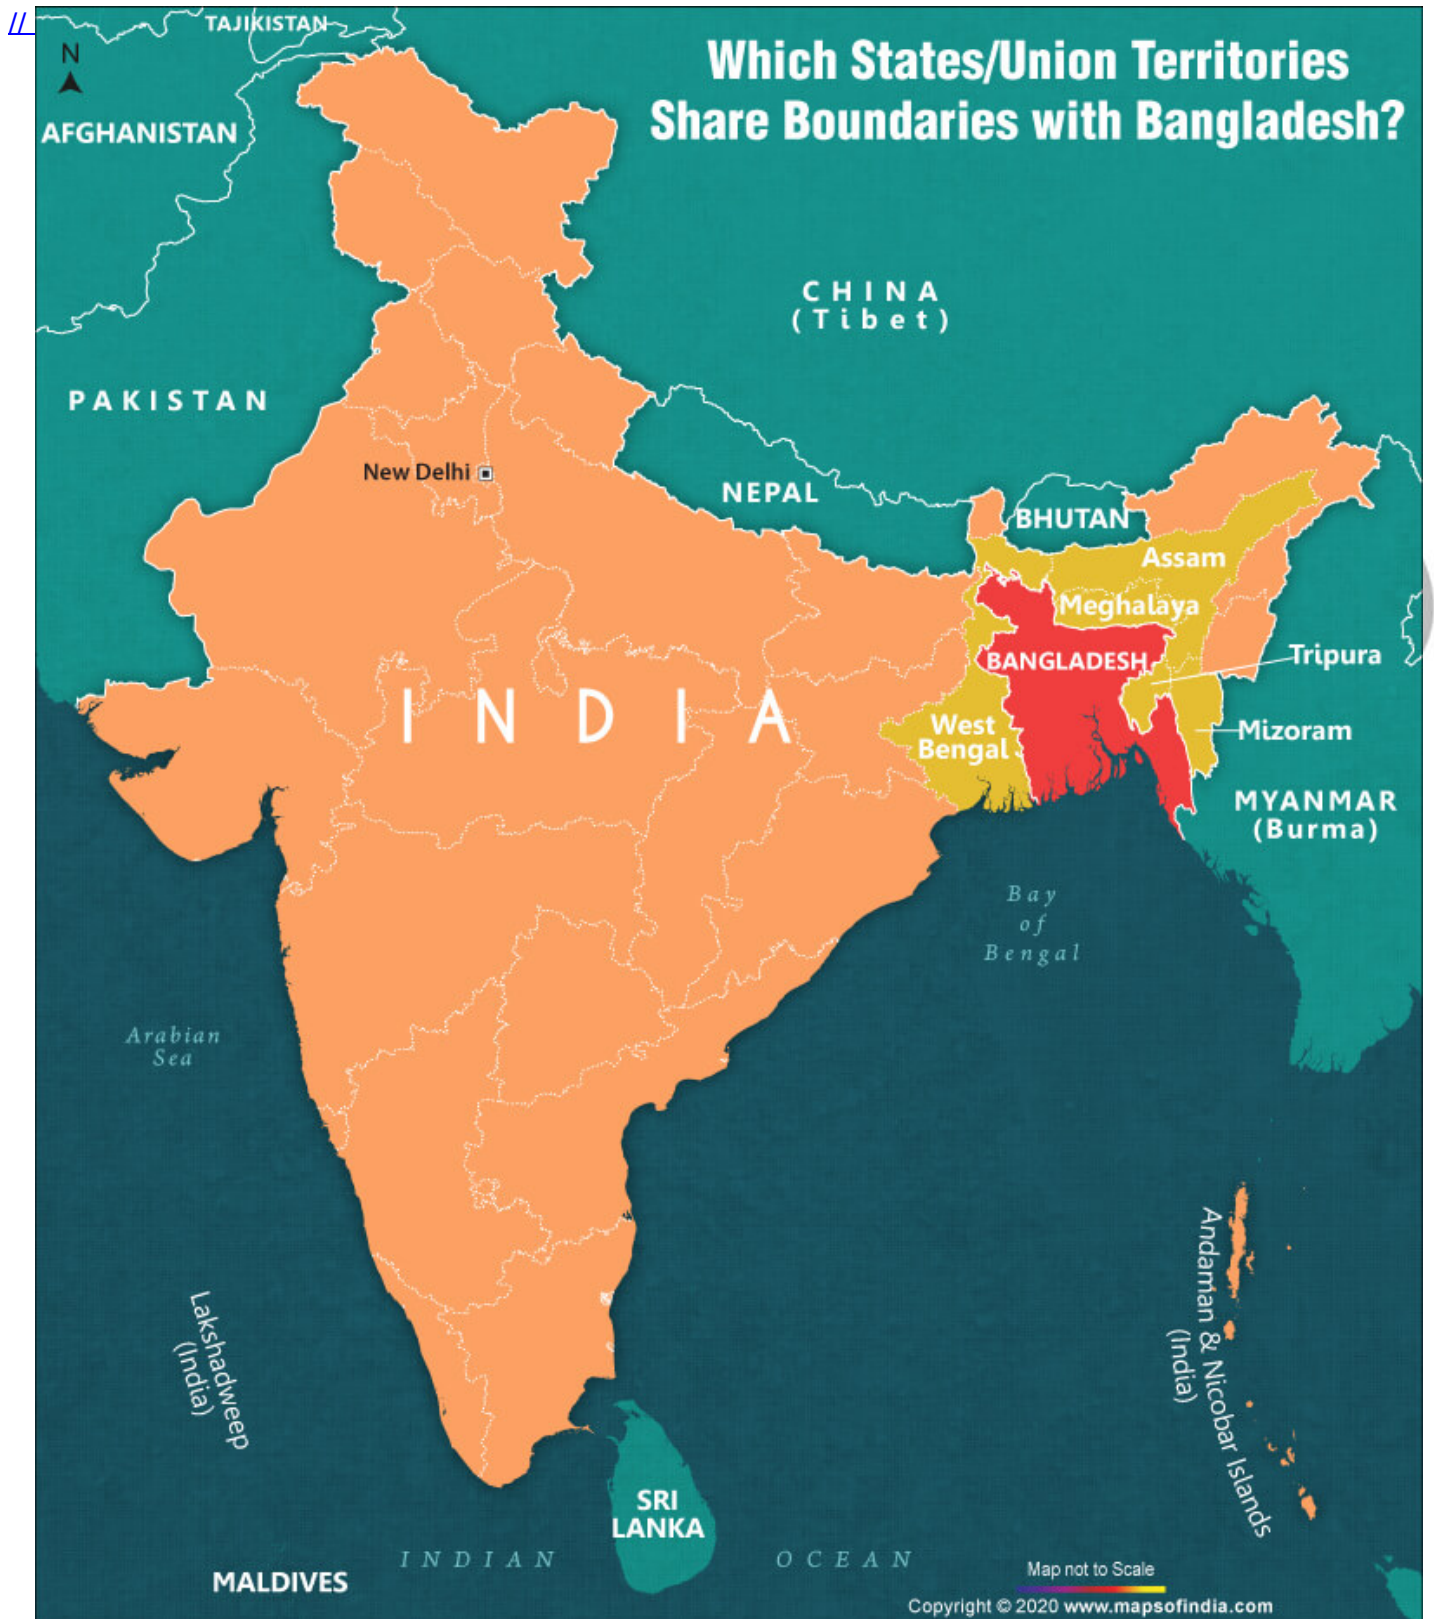 //
TAJIKISTAN
N
Which States/Union Territories
Share Boundaries with Bangladesh?
AFGHANISTAN
CHINA
(Tibet)
PAKISTAN
New Delhi
NEPAL
BHUTAN
Assam
Meghalaya
BANGLADESH
Tripura
INDIA
West
Bengal
Mizoram
MYANMAR
(Burma)
Bay
of
Bengal
Arabian
Sea
Andaman & Nicobar Islands
(India)
Lakshadweep
(India)
SRI
LANKA
INDIAN OCEAN
MALDIVES
Map not to Scale
Copyright © 2020 www.mapsofindia.com